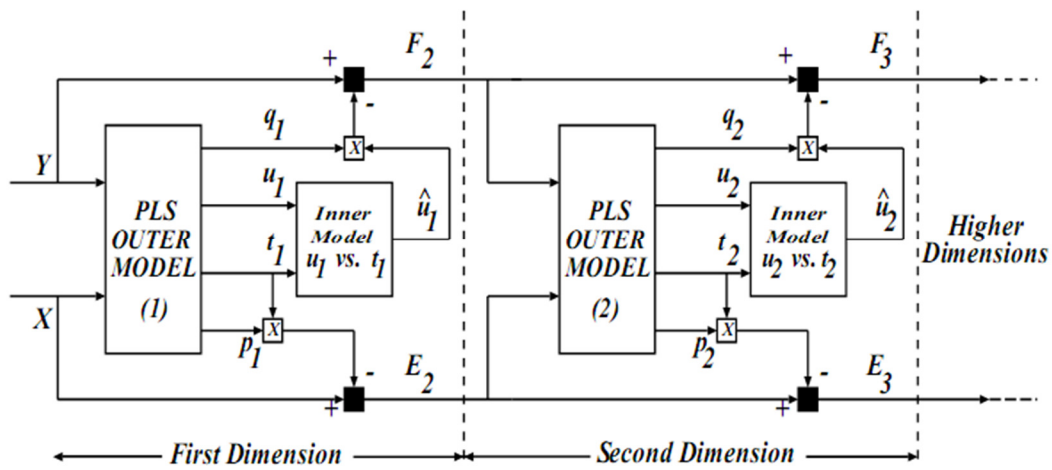 + F2 + F3
- -
q1 q2
X X
Y
u1 û1 u2 û2
PLS
OUTER
MODEL
(1)
Inner
Model
u1 vs. t1
PLS
OUTER
MODEL
(2)
Inner
Model
u2 vs. t2
Higher
Dimensions
t1 t2
X
X X
p1 p2
- E2 - E3
+ +
First Dimension Second Dimension